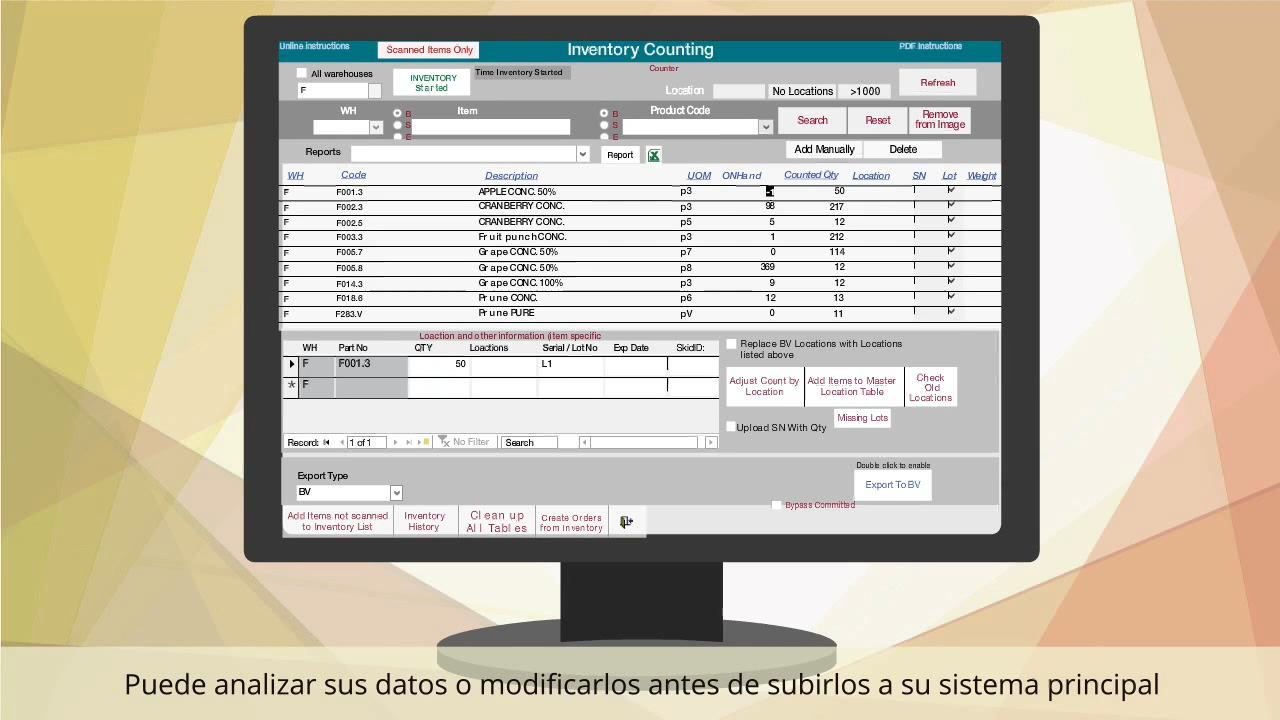 Online Instructions Scanned Items Only Inventory Counting PDF Instructions
All warehouses INVENTORY Started Time Inventory Started Counter Refresh
F Location No Locations >1000
WH B Item B Product Code Search Reset Remove from Image
S S
E E
Reports Report Add Manually Delete
WH Code Description UOM ONHand Counted Qty Location SN Lot Weight
F F001.3 APPLE CONC. 50% p3 50
F F002.3 CRANBERRY CONC. p3 98 217
F F002.5 CRANBERRY CONC. p5 5 12
F F003.3 Fruit punch CONC. p3 1 212
F F005.7 Grape CONC. 50% p7 0 114
F F005.8 Grape CONC. 50% p8 369 12
F F014.3 Grape CONC. 100% p3 9 12
F F018.6 Prune CONC. p6 12 13
F F283.V Prune PURE pV 0 11
Loaction and other information (item specific
WH Part No QTY Loactions Serial / Lot No Exp Date SkidID:
F F001.3 50 L1
* F
Replace BV Locations with Locations
listed above
Adjust Count by Location Add Items to Master Location Table Check Old Locations
Missing Lots
Upload SN With Qty
Record: 1 of 1 No Filter Search
Export Type
BV
Double click to enable
Export To BV
Bypass Committed
Add Items not scanned to Inventory List Inventory History Clean up All Tables Create Orders from Inventory
Puede analizar sus datos o modificarlos antes de subirlos a su sistema principal